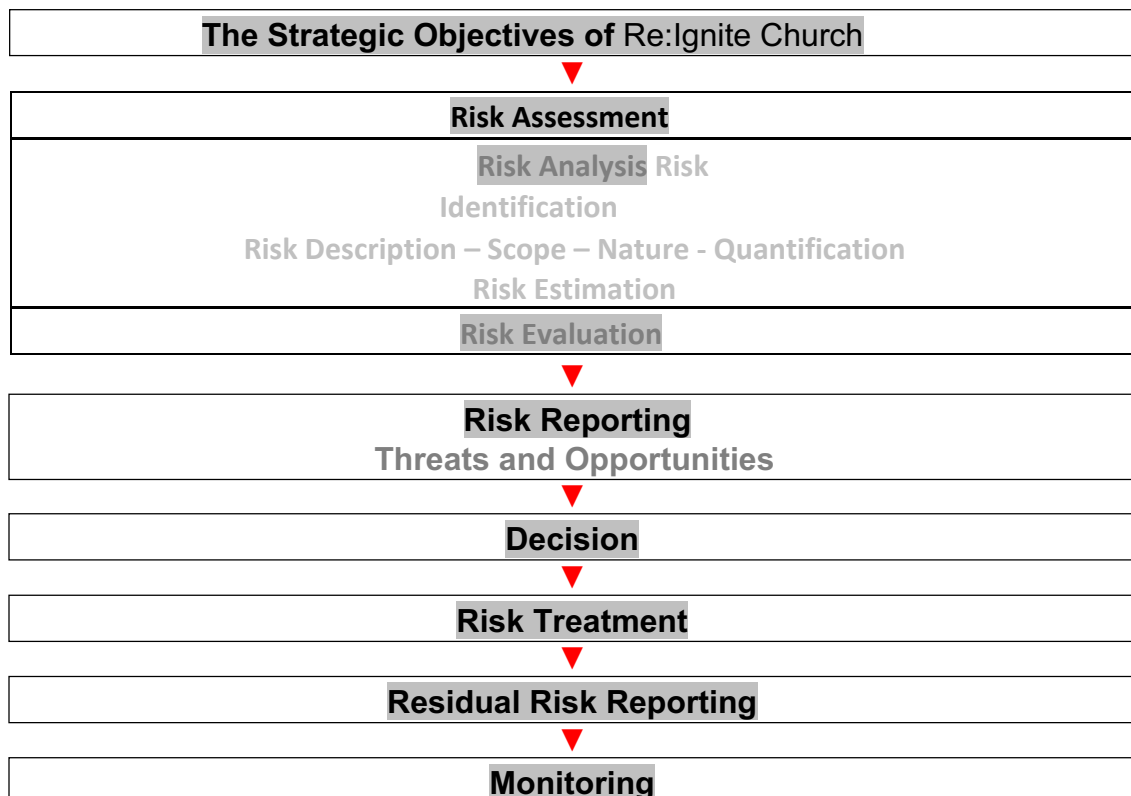 The Strategic Objectives of Re:Ignite Church
Risk Assessment
Risk Analysis Risk
Identification
Risk Description – Scope – Nature - Quantification
Risk Estimation
Risk Evaluation
Risk Reporting
Threats and Opportunities
Decision
Risk Treatment
Residual Risk Reporting
Monitoring